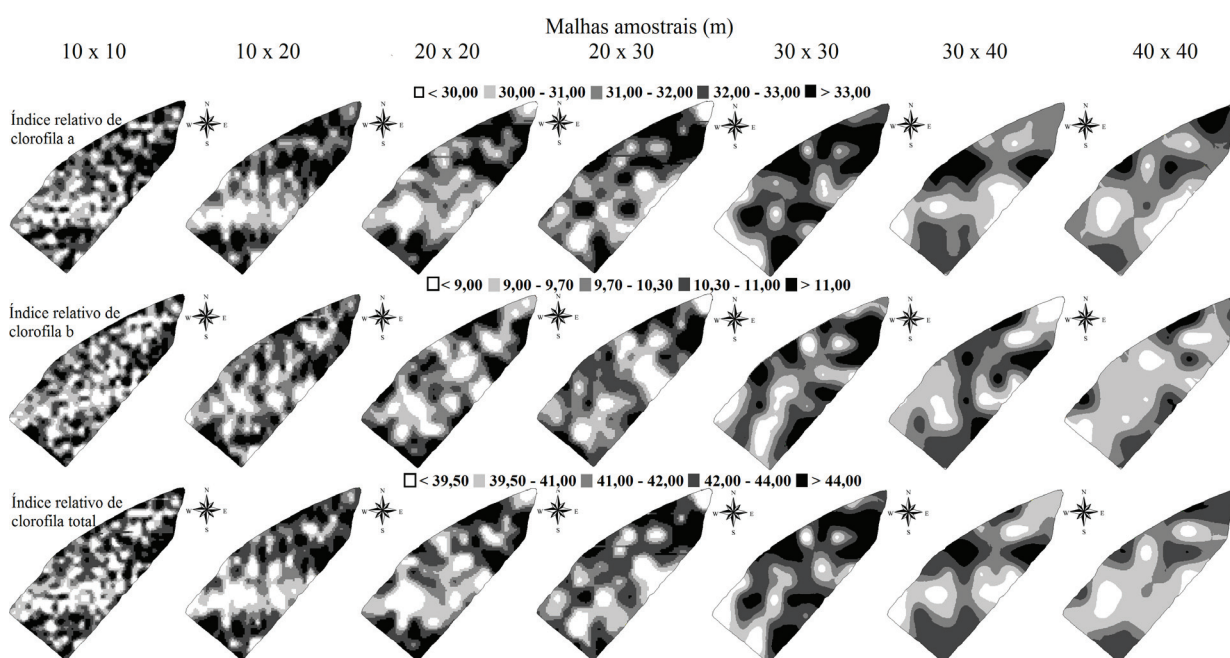 Malhas amostrais (m)
10 x 10 10 x 20 20 x 20 20 x 30 30 x 30 30 x 40 40 x 40
< 30,00 30,00 - 31,00 31,00 - 32,00 32,00 - 33,00 > 33,00
Índice relativo de
clorofila a
N W E S N W E S N W E S N W E S N W E S N W E S
< 9,00 9,00 - 9,70 9,70 - 10,30 10,30 - 11,00 > 11,00
Índice relativo de
clorofila b
N W E S N W E S N W E S N W E S N W E S N W E S
< 39,50 39,50 - 41,00 41,00 - 42,00 42,00 - 44,00 > 44,00
Índice relativo de
clorofila total
N W E S N W E S N W E S N W E S N W E S N W E S